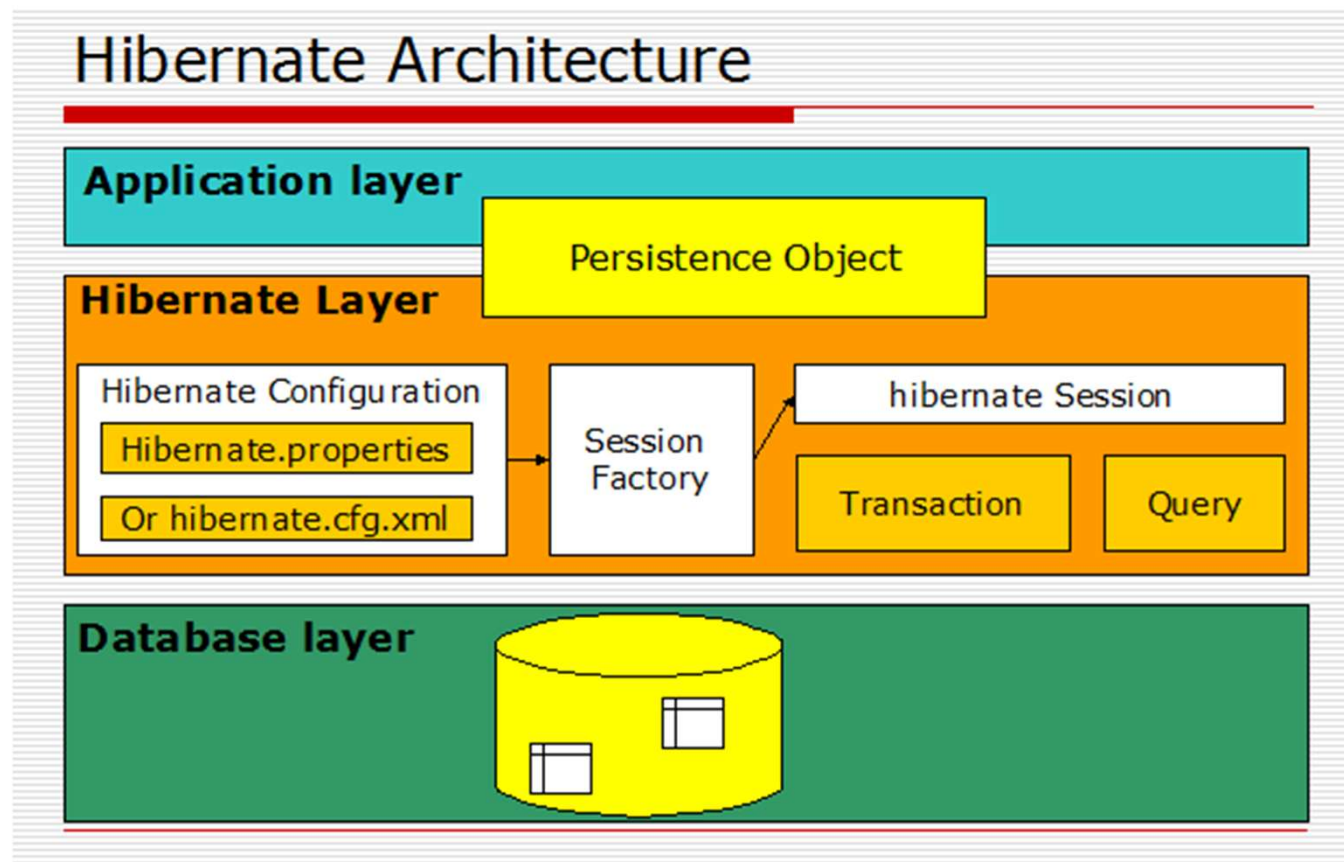 Hibernate Architecture
Application layer
Persistence Object
Hibernate Layer
Hibernate Configuration
Hibernate.properties
Or hibernate.cfg.xml
Session
Factory
hibernate Session
Transaction
Query
Database layer